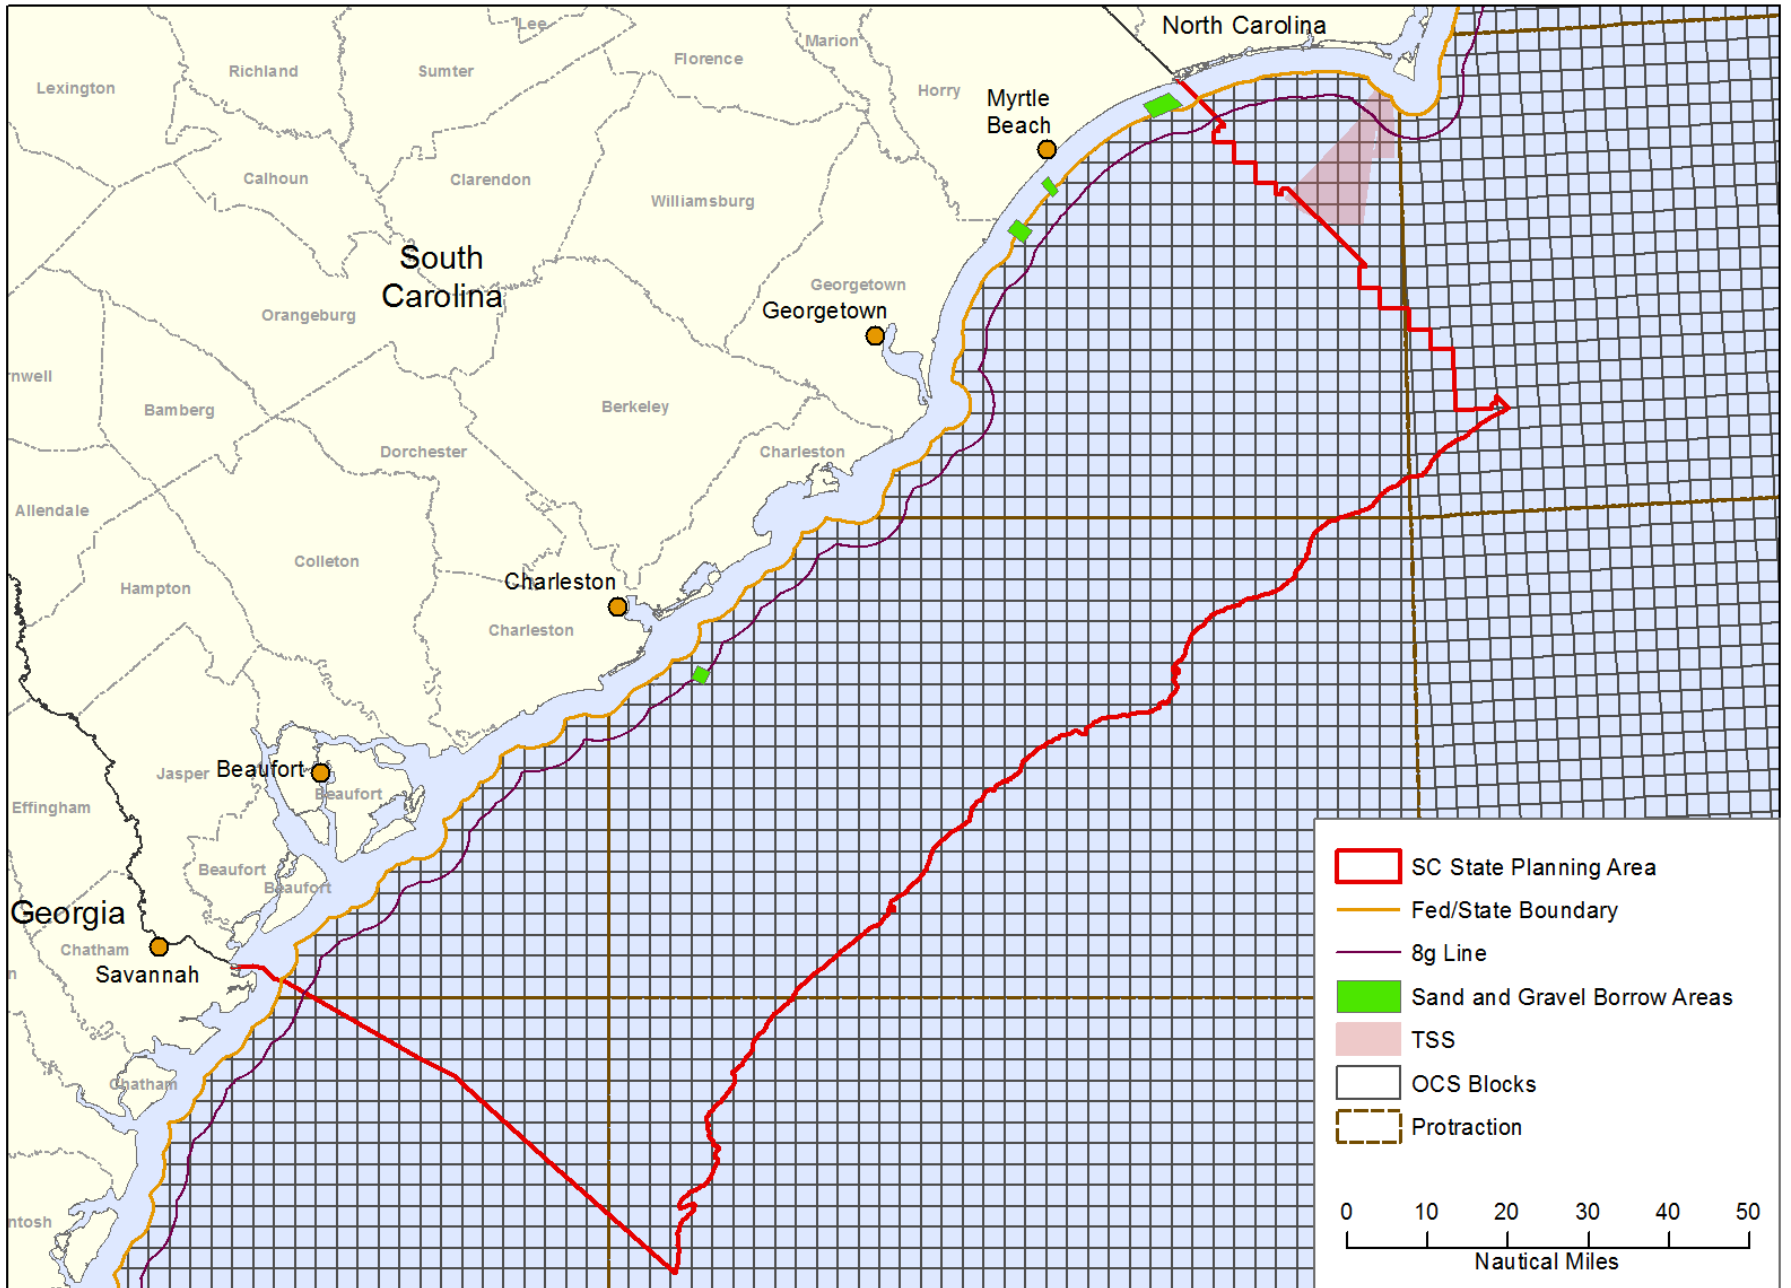 North Carolina
Lee
Marion
Florence
Richland
Sumter
Lexington
Horry
Myrtle
Beach
Calhoun
Clarendon
Williamsburg
South
Carolina
Georgetown
Georgetown
Orangeburg
rnwell
Bamberg
Berkeley
Dorchester
Charleston
Allendale
Colleton
Hampton
Charleston
Charleston
Jasper
Beaufort
Beaufort
Effingham
Beaufort
Beaufort
Georgia
Chatham
Savannah
n
Chatham
ntosh
SC State Planning Area
Fed/State Boundary
8g Line
Sand and Gravel Borrow Areas
TSS
OCS Blocks
Protraction
0 10 20 30 40 50
Nautical Miles